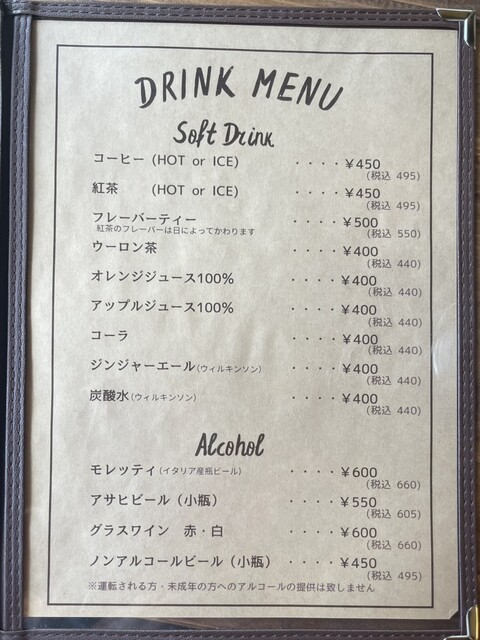 DRINK MENU
Soft Drink
コーヒー (HOT or ICE) ････¥450
(税込 495)
紅茶 (HOT or ICE) ････¥450
(税込 495)
フレーバーティー ････¥500
紅茶のフレーバーは日によってかわります (税込 550)
ウーロン茶 ････¥400
(税込 440)
オレンジジュース100% ････¥400
(税込 440)
アップルジュース100% ････¥400
(税込 440)
コーラ ････¥400
(税込 440)
ジンジャーエール(ウィルキンソン) ････¥400
(税込 440)
炭酸水(ウィルキンソン) ････¥400
(税込 440)
Alcohol
モレッティ(イタリア産瓶ビール) ････¥600
(税込 660)
アサヒビール（小瓶） ････¥550
(税込 605)
グラスワイン 赤・白 ････¥600
(税込 660)
ノンアルコールビール（小瓶） ････¥450
(税込 495)
※運転される方・未成年の方へのアルコールの提供は致しません